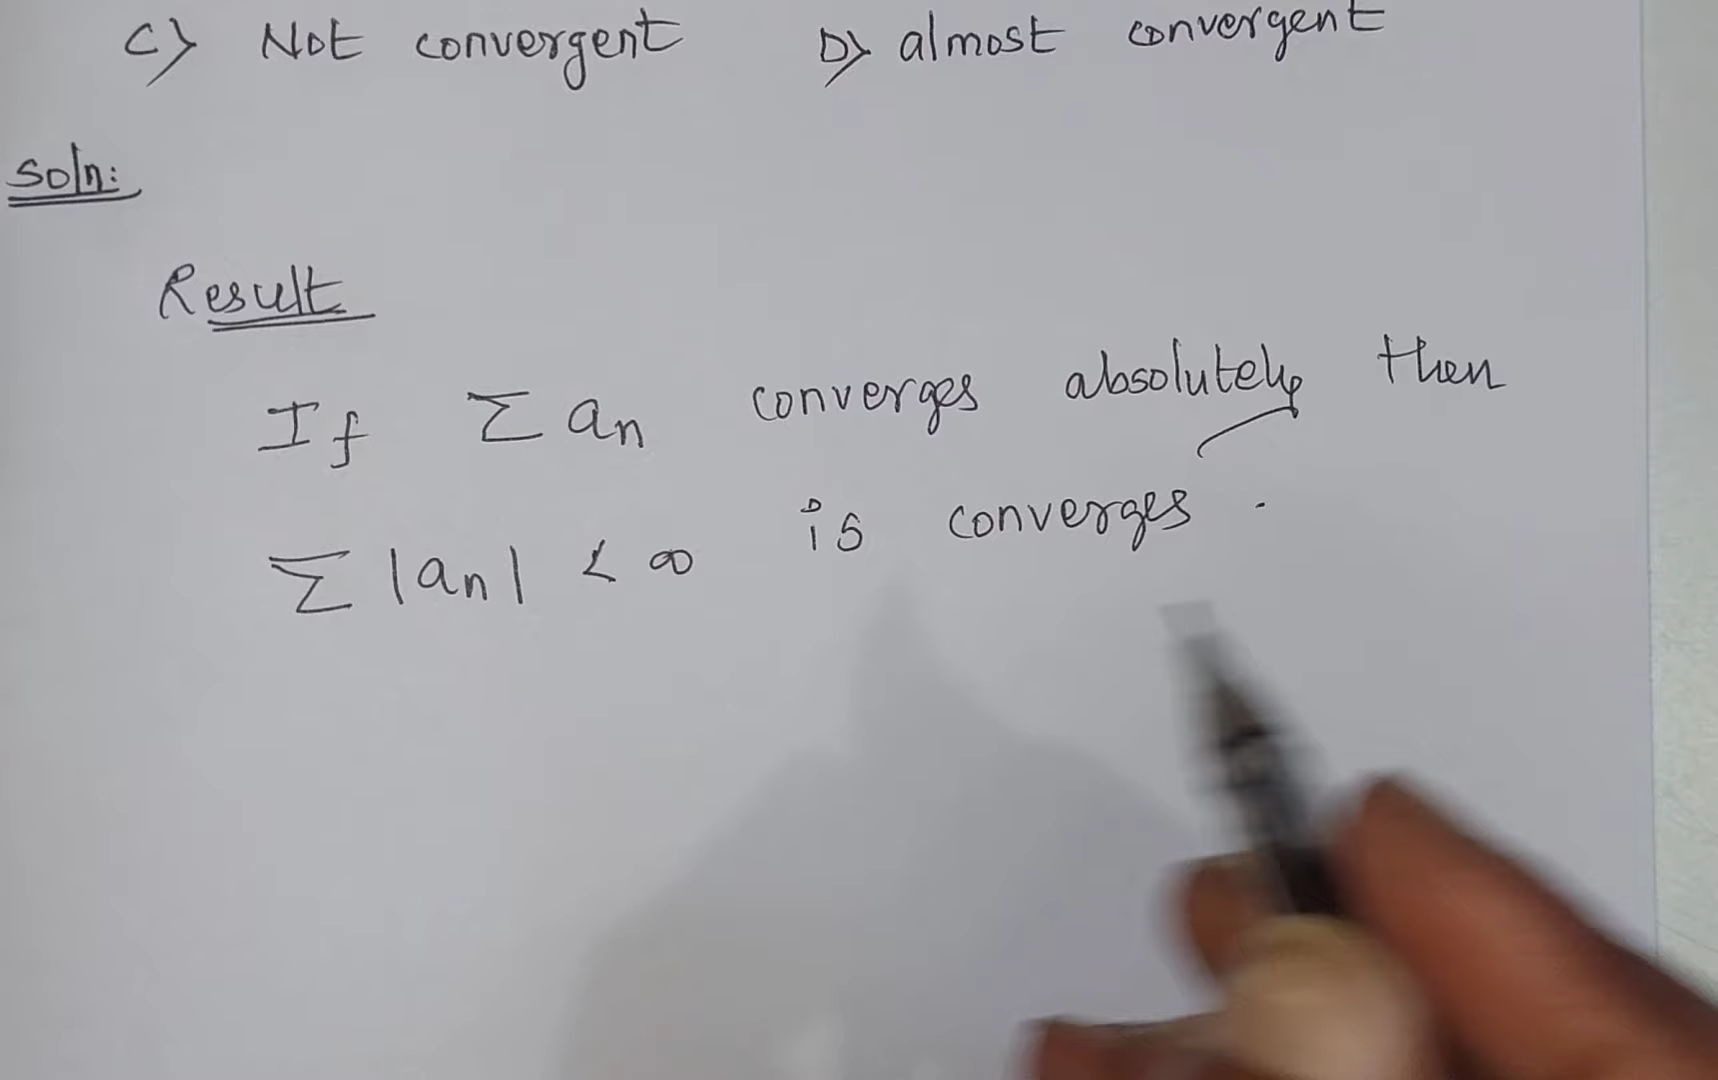 C) Not convergent D) almost convergent
Soln:
Result
If Σ an converges absolutely then
Σ |an| < ∞ is converges.